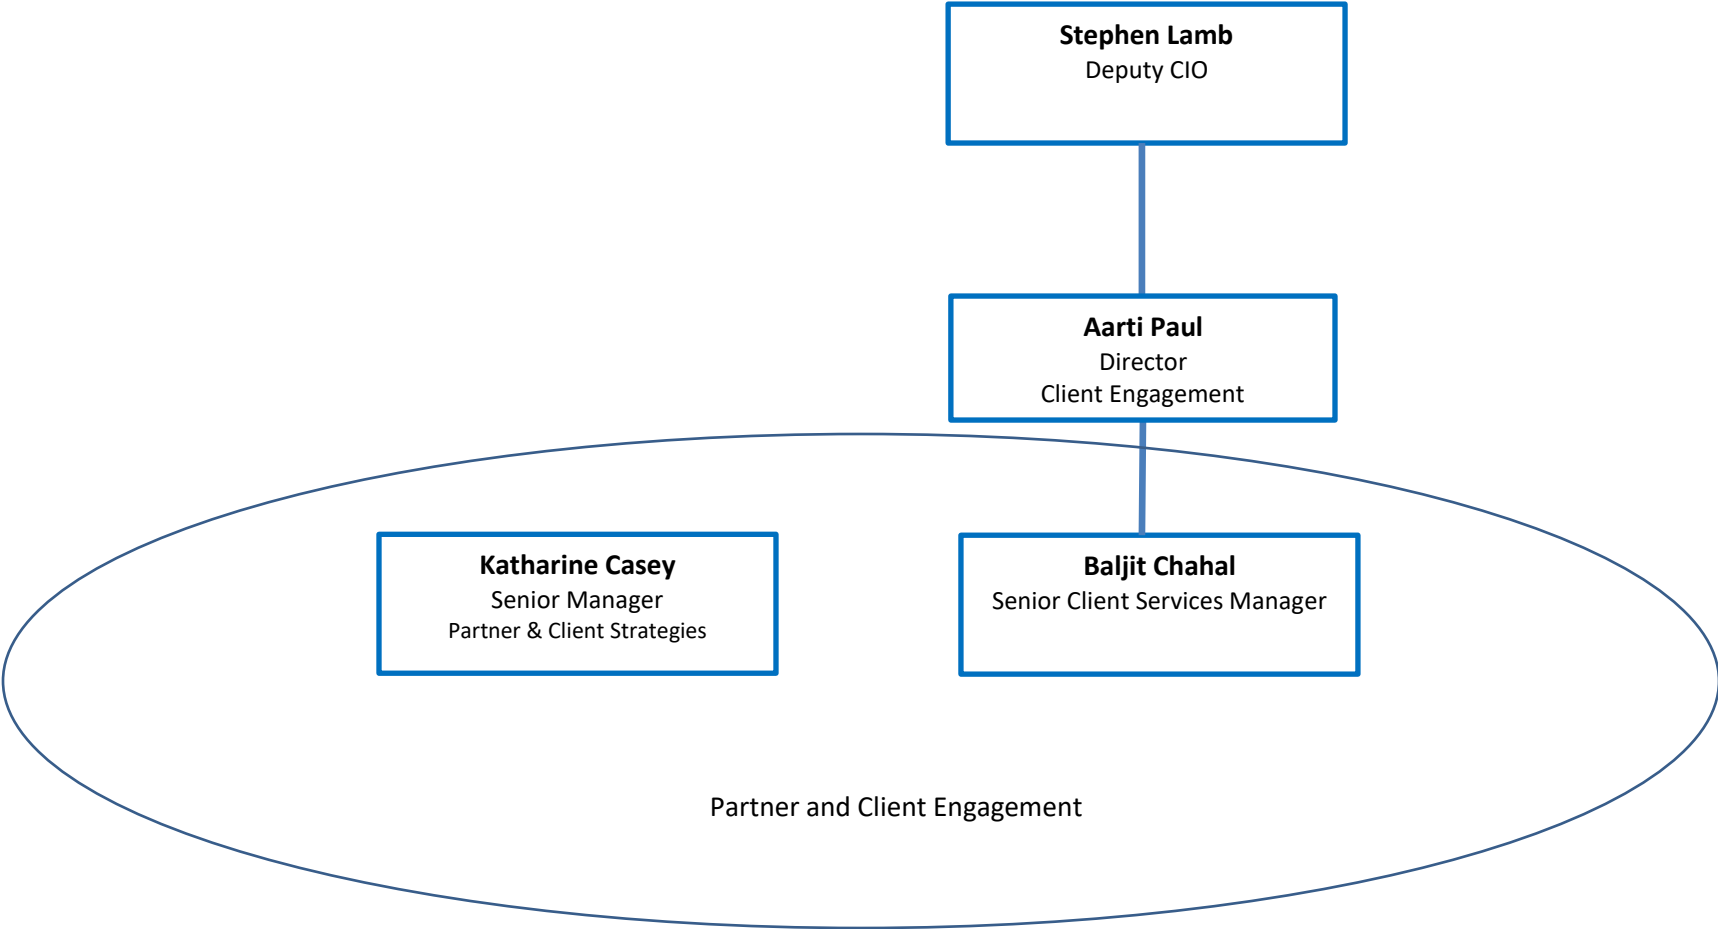 Stephen Lamb
Deputy CIO
Aarti Paul
Director
Client Engagement
Katharine Casey
Senior Manager
Partner & Client Strategies
Baljit Chahal
Senior Client Services Manager
Partner and Client Engagement